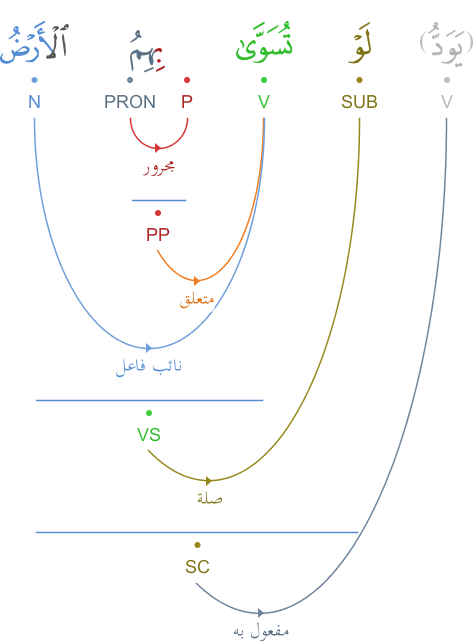 (يَوَدُّ) لَوْ تُسَوَّىٰ بِهِمُ ٱلْأَرْضُ
V SUB V P PRON N
مجرور
PP
متعلق
نائب فاعل
VS
صلة
SC
مفعول به